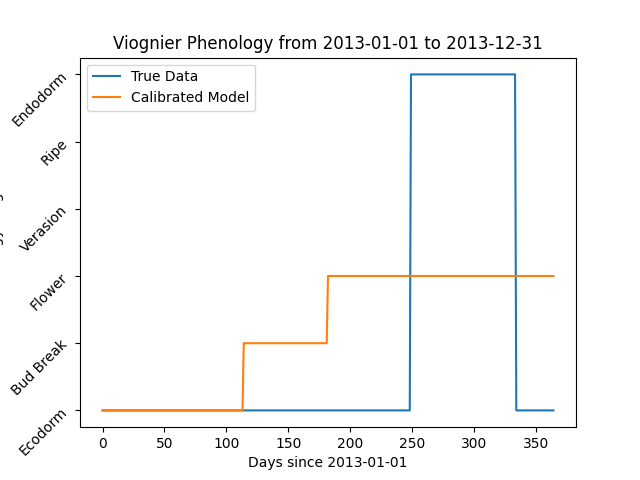 Viognier Phenology from 2013-01-01 to 2013-12-31
True Data
Calibrated Model
Endodorm
Ripe
Verasion
Flower
Bud Break
Ecodorm
0 50 100 150 200 250 300 350
Days since 2013-01-01